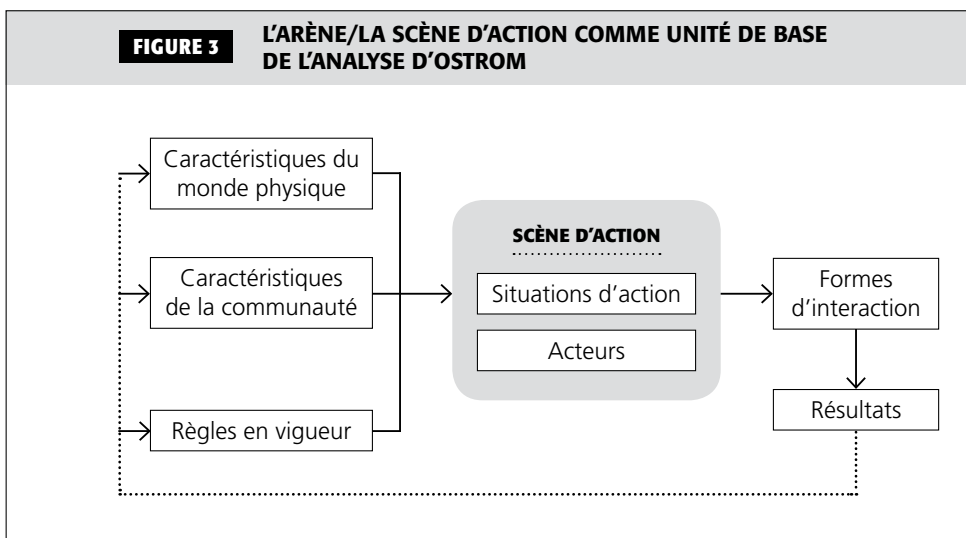 FIGURE 3
L’ARÈNE/LA SCÈNE D’ACTION COMME UNITÉ DE BASE
DE L’ANALYSE D’OSTROM
Caractéristiques du
monde physique
Caractéristiques
de la communauté
Règles en vigueur
SCÈNE D’ACTION
Situations d’action
Acteurs
Formes
d’interaction
Résultats